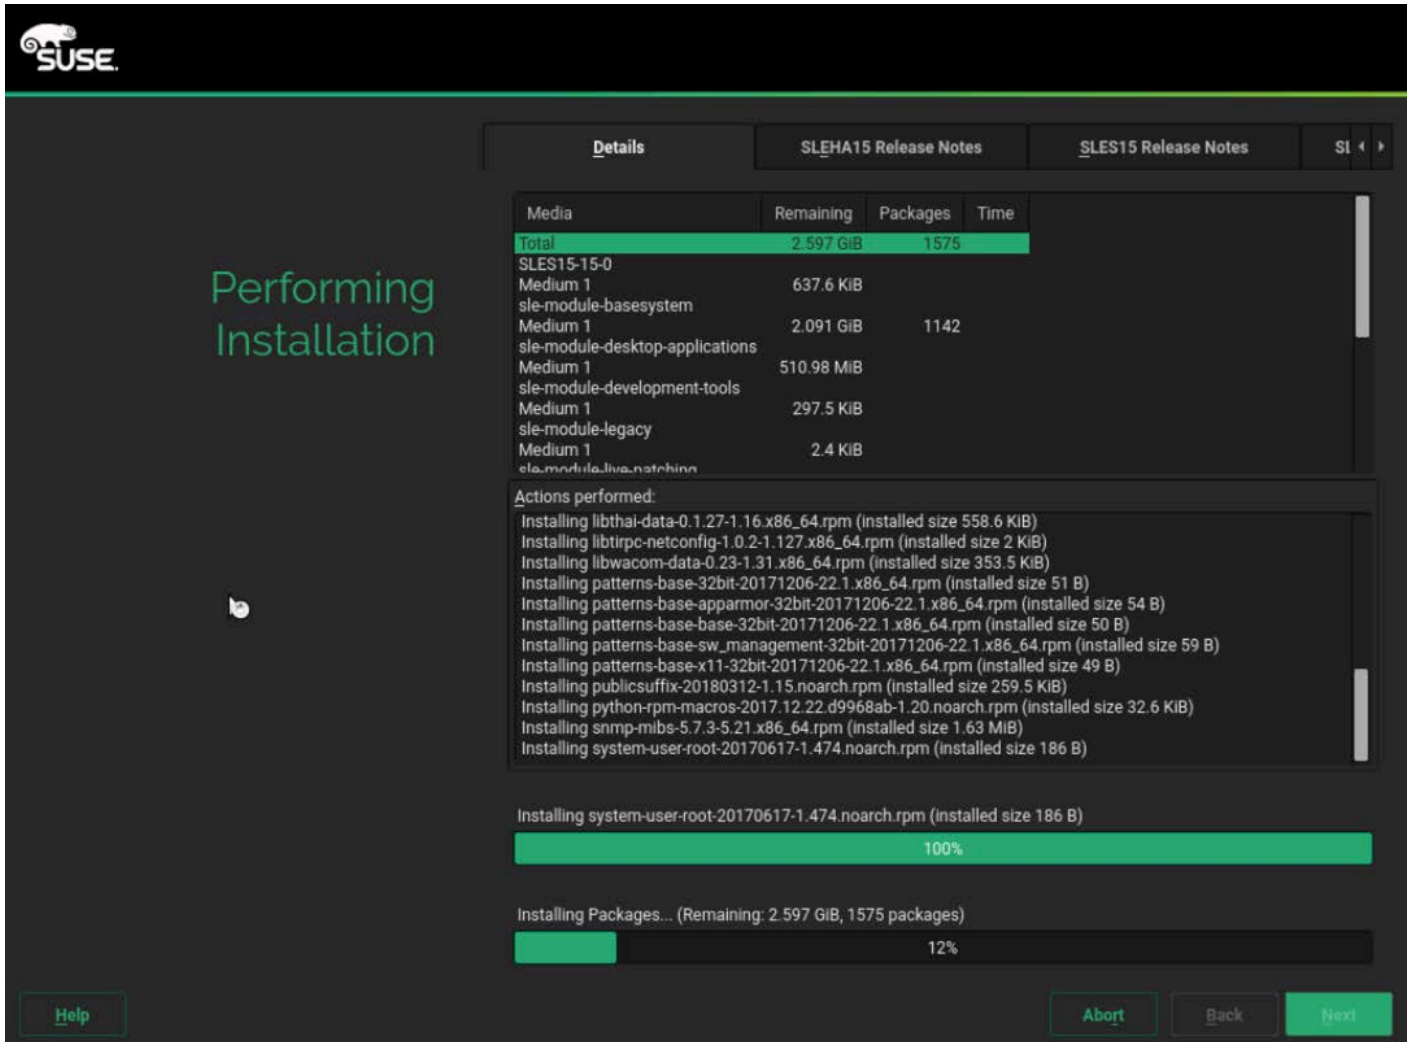 SUSE.
Details
SLEHA15 Release Notes
SLES15 Release Notes
Media Remaining Packages Time
Total 2.597 GiB 1575
SLES15-15-0
Medium 1 637.6 KiB
sle-module-basesystem
Medium 1 2.091 GiB 1142
sle-module-desktop-applications
Medium 1 510.98 MiB
sle-module-development-tools
Medium 1 297.5 KiB
sle-module-legacy
Medium 1 2.4 KiB
sle-module-live-patching
Performing
Installation
Actions performed:
Installing libthai-data-0.1.27-1.16.x86_64.rpm (installed size 558.6 KiB)
Installing libtirpc-netconfig-1.0.2-1.127.x86_64.rpm (installed size 2 KiB)
Installing libwacom-data-0.23-1.31.x86_64.rpm (installed size 353.5 KiB)
Installing patterns-base-32bit-20171206-22.1.x86_64.rpm (installed size 51 B)
Installing patterns-base-apparmor-32bit-20171206-22.1.x86_64.rpm (installed size 54 B)
Installing patterns-base-base-32bit-20171206-22.1.x86_64.rpm (installed size 50 B)
Installing patterns-base-sw_management-32bit-20171206-22.1.x86_64.rpm (installed size 59 B)
Installing patterns-base-x11-32bit-20171206-22.1.x86_64.rpm (installed size 49 B)
Installing publicsuffix-20180312-1.15.noarch.rpm (installed size 259.5 KiB)
Installing python-rpm-macros-2017.12.22.d9968ab-1.20.noarch.rpm (installed size 32.6 KiB)
Installing snmp-mibs-5.7.3-5.21.x86_64.rpm (installed size 1.63 MiB)
Installing system-user-root-20170617-1.474.noarch.rpm (installed size 186 B)
Installing system-user-root-20170617-1.474.noarch.rpm (installed size 186 B)
100%
Installing Packages... (Remaining: 2.597 GiB, 1575 packages)
12%
Help
Abort
Back
Next